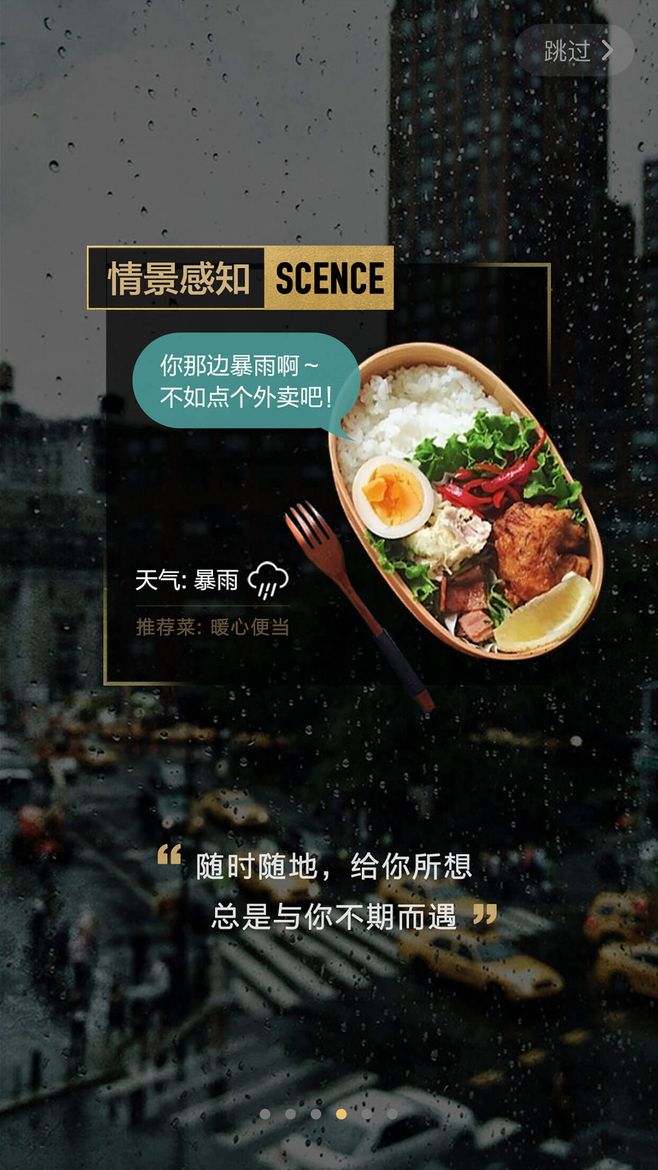 跳过
情景感知 SCENCE
你那边暴雨啊~
不如点个外卖吧!
天气: 暴雨
推荐菜: 暖心便当
“ 随时随地，给你所想
总是与你不期而遇 ”